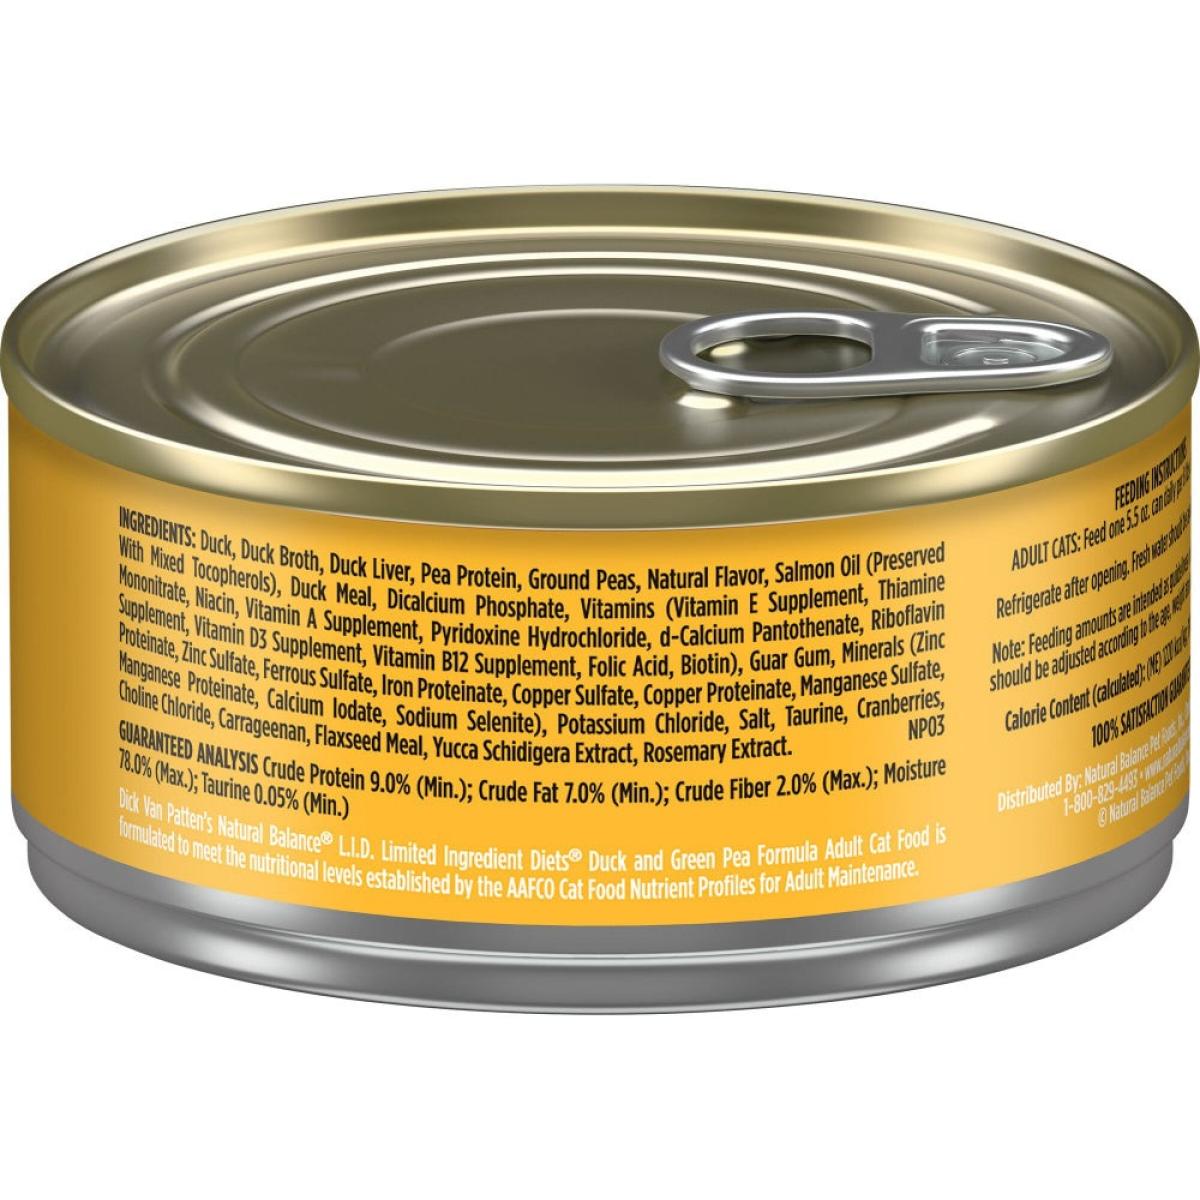 INGREDIENTS: Duck, Duck Broth, Duck Liver, Pea Protein, Ground Peas, Natural Flavor, Salmon Oil (Preserved
With Mixed Tocopherols), Duck Meal, Dicalcium Phosphate, Vitamins (Vitamin E Supplement, Thiamine
Mononitrate, Niacin, Vitamin A Supplement, Pyridoxine Hydrochloride, d-Calcium Pantothenate, Riboflavin
Supplement, Vitamin D3 Supplement, Vitamin B12 Supplement, Folic Acid, Biotin), Guar Gum, Minerals (Zinc
Proteinate, Zinc Sulfate, Ferrous Sulfate, Iron Proteinate, Copper Sulfate, Copper Proteinate, Manganese Sulfate,
Manganese Proteinate, Calcium Iodate, Sodium Selenite), Potassium Chloride, Salt, Taurine, Cranberries,
Choline Chloride, Carrageenan, Flaxseed Meal, Yucca Schidigera Extract, Rosemary Extract. NP03
GUARANTEED ANALYSIS Crude Protein 9.0% (Min.); Crude Fat 7.0% (Min.); Crude Fiber 2.0% (Max.); Moisture
78.0% (Max.); Taurine 0.05% (Min.)
Dick Van Patten's Natural Balance® L.I.D. Limited Ingredient Diets® Duck and Green Pea Formula Adult Cat Food is
formulated to meet the nutritional levels established by the AAFCO Cat Food Nutrient Profiles for Adult Maintenance.
FEEDING
ADULT CATS: Feed one 5.5 oz. can daily
Refrigerate after opening. Fresh water should
Note: Feeding amounts are intended as
should be adjusted according to the age, weight
Calorie Content (calculated): (ME) 1220
100% SATISFACTION
Distributed By: Natural Balance Pet Foods,
1-800-829-4493 •
© Natural Balance Pet